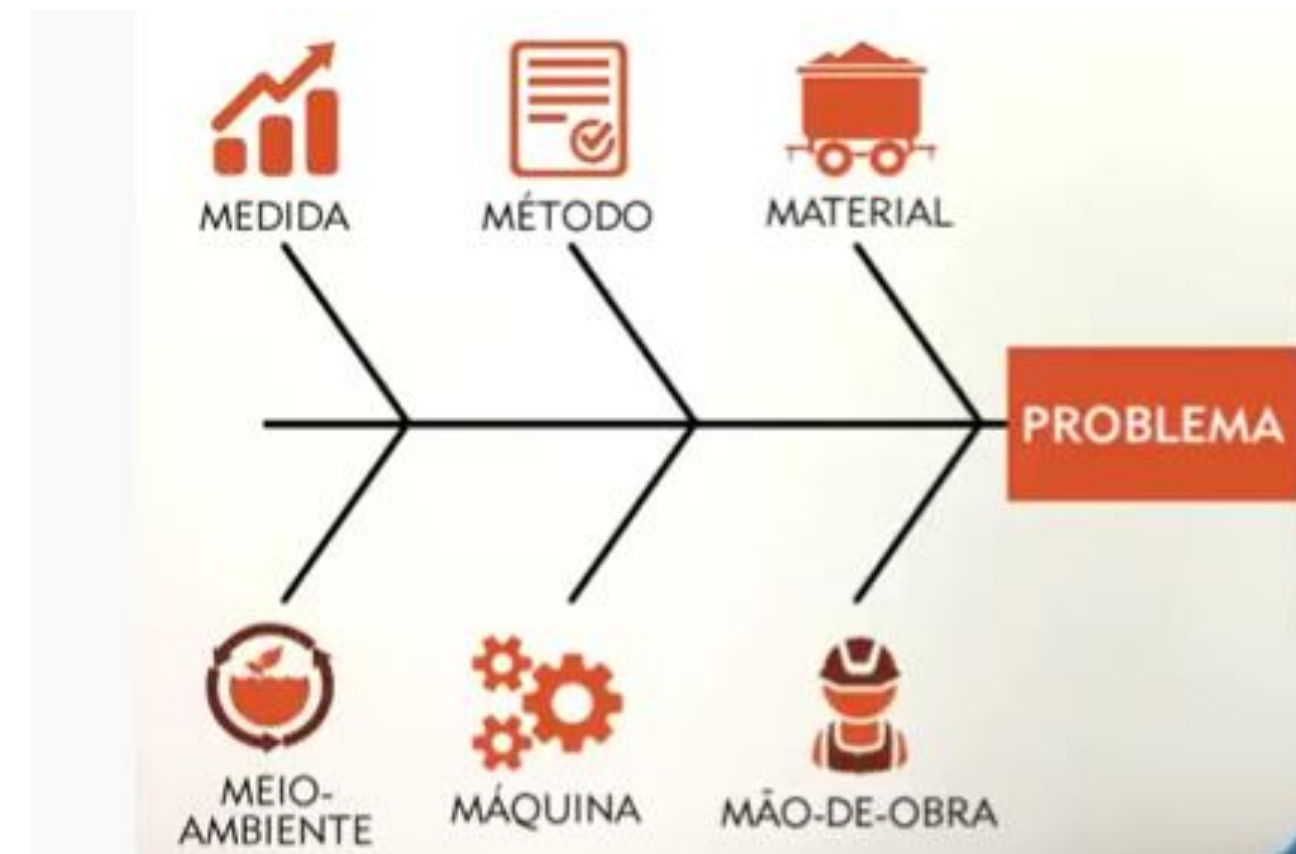 MEDIDA
MÉTODO
MATERIAL
PROBLEMA
MEIO-
AMBIENTE
MÁQUINA
MÃO-DE-OBRA